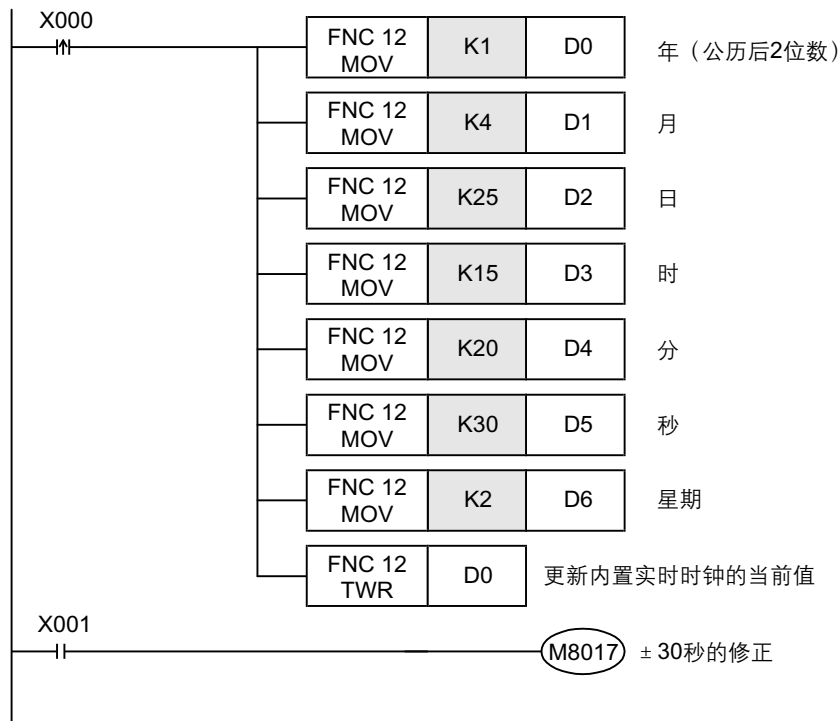 X000
FNC 12 MOV K1 D0 年（公历后2位数）
FNC 12 MOV K4 D1 月
FNC 12 MOV K25 D2 日
FNC 12 MOV K15 D3 时
FNC 12 MOV K20 D4 分
FNC 12 MOV K30 D5 秒
FNC 12 MOV K2 D6 星期
FNC 12 TWR D0 更新内置实时时钟的当前值
X001
M8017 ±30秒的修正